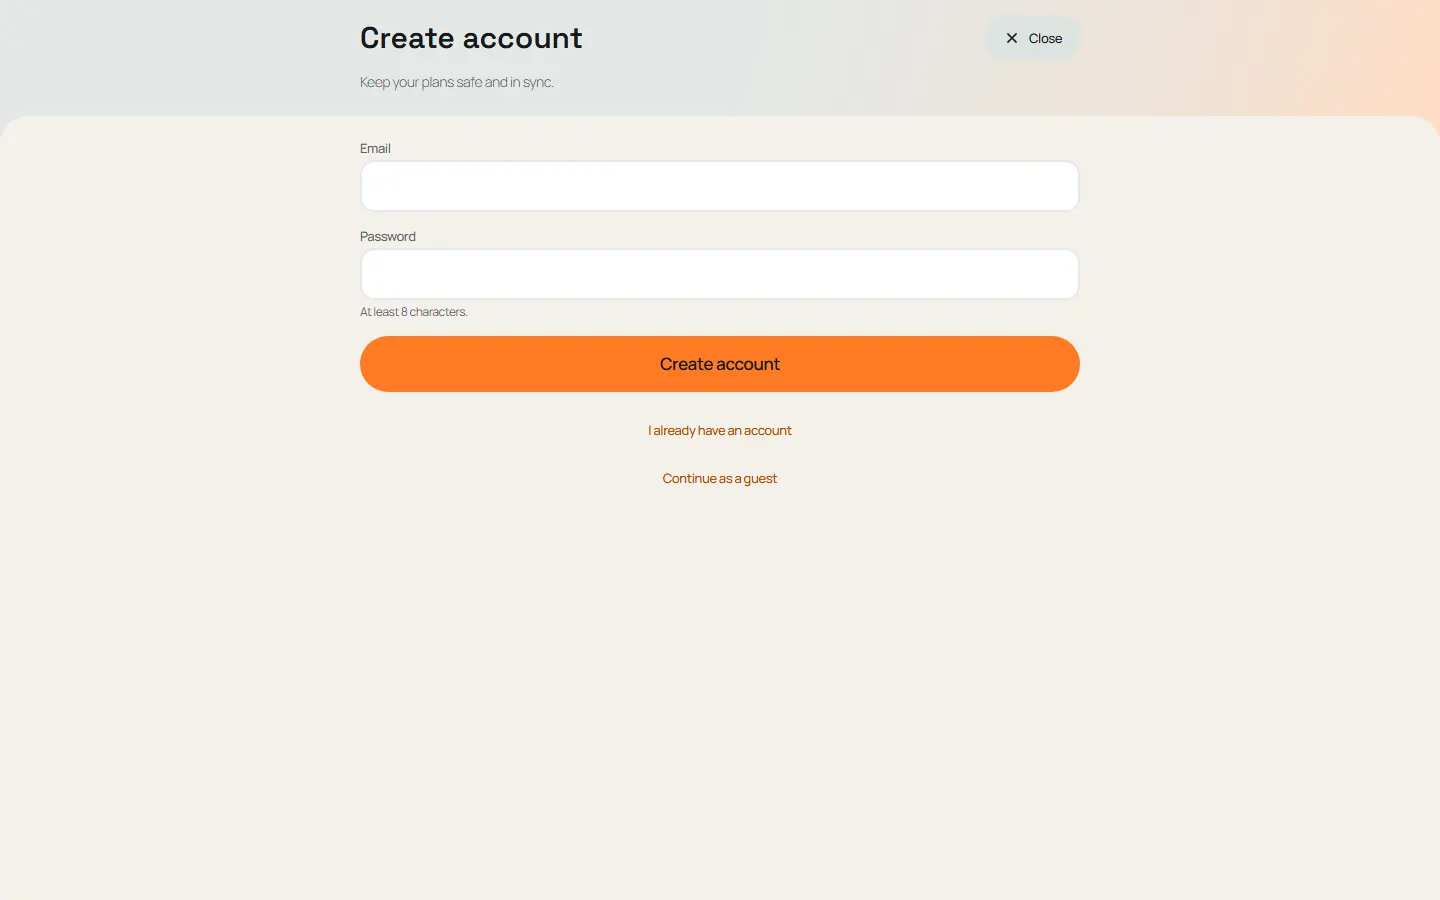 Create account
Close
Keep your plans safe and in sync.
Email
Password
At least 8 characters.
Create account
I already have an account
Continue as a guest